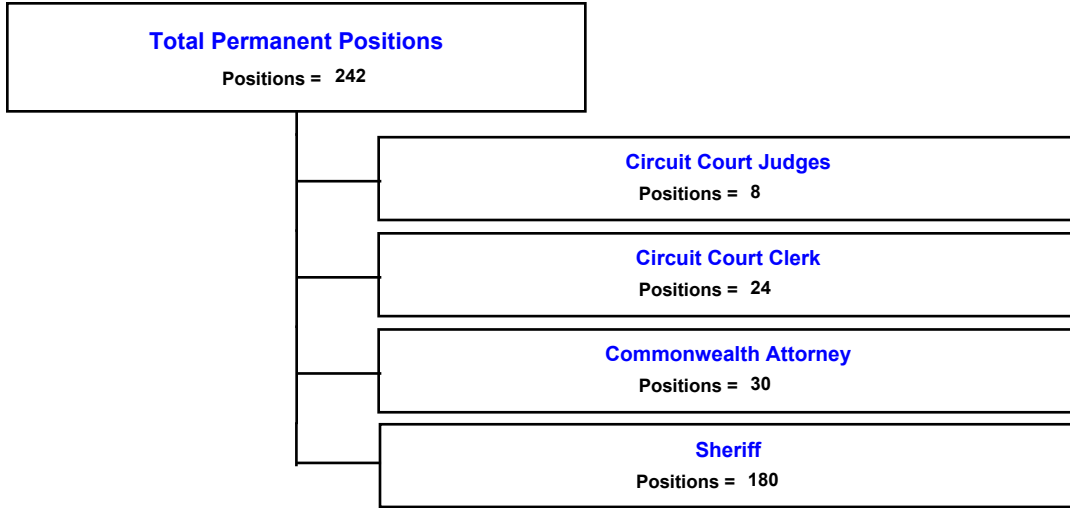 Total Permanent Positions
Positions = 242
Circuit Court Judges
Positions = 8
Circuit Court Clerk
Positions = 24
Commonwealth Attorney
Positions = 30
Sheriff
Positions = 180